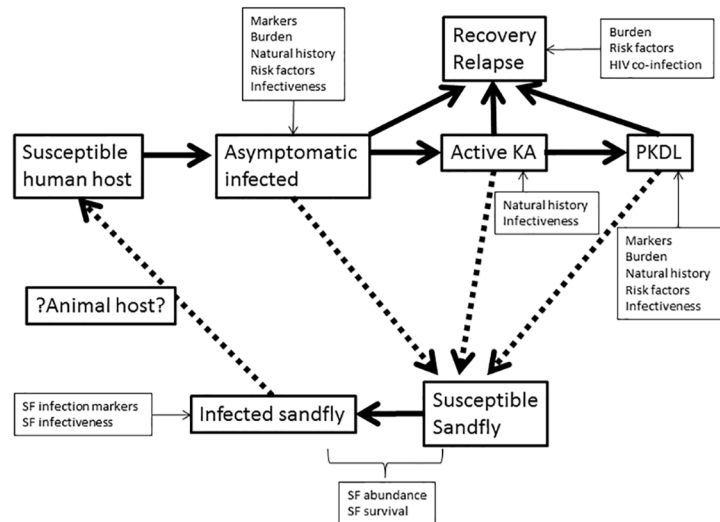 Markers
Burden
Natural history
Risk factors
Infectiveness
Recovery
Relapse
Burden
Risk factors
HIV co-infection
Susceptible
human host
Asymptomatic
infected
Active KA
PKDL
Natural history
Infectiveness
Markers
Burden
Natural history
Risk factors
Infectiveness
?Animal host?
SF infection markers
SF infectiveness
Infected sandfly
Susceptible
Sandfly
SF abundance
SF survival